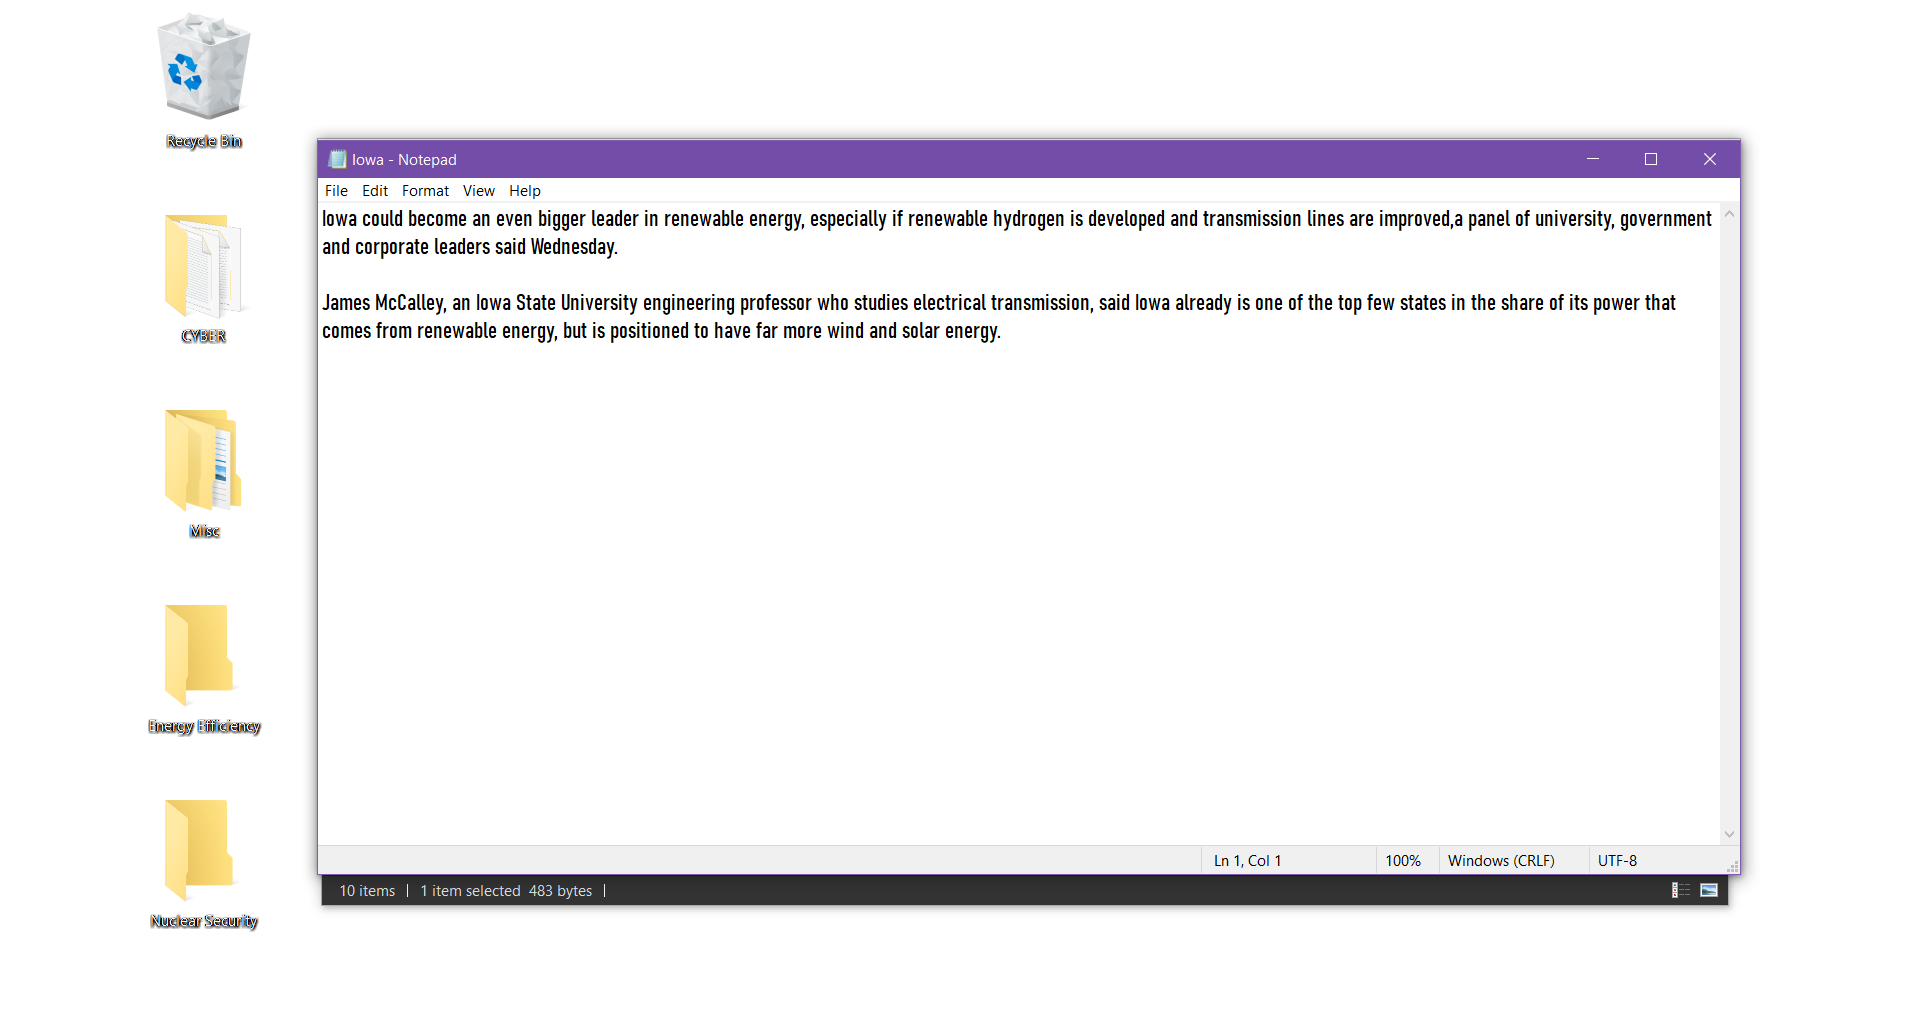 Recycle Bin
CYBER
Misc
Energy Efficiency
Nuclear Security
Iowa - Notepad
File Edit Format View Help
Iowa could become an even bigger leader in renewable energy, especially if renewable hydrogen is developed and transmission lines are improved,a panel of university, government
and corporate leaders said Wednesday.
James McCalley, an Iowa State University engineering professor who studies electrical transmission, said Iowa already is one of the top few states in the share of its power that
comes from renewable energy, but is positioned to have far more wind and solar energy.
Ln 1, Col 1 100% Windows (CRLF) UTF-8
10 items | 1 item selected 483 bytes |